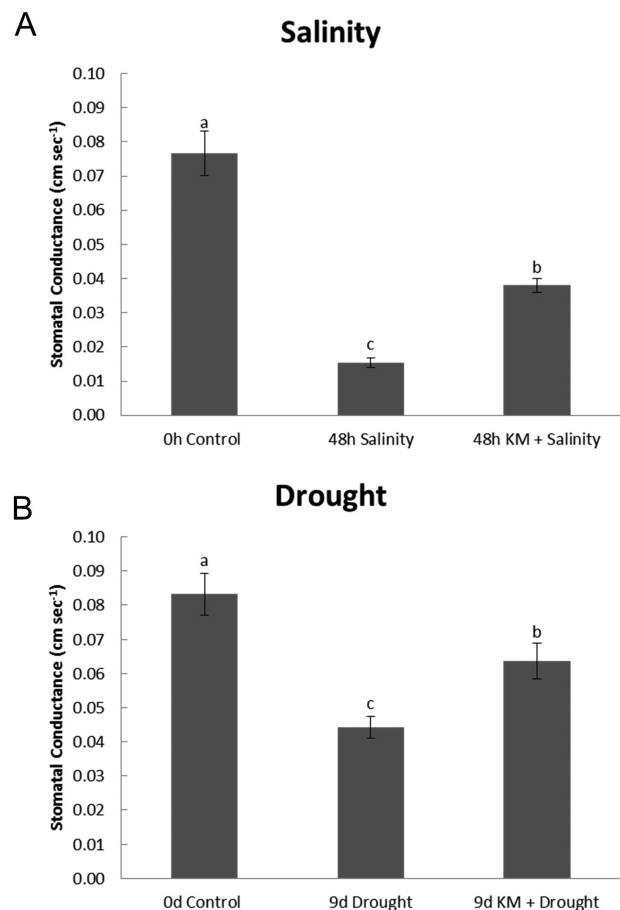 A
Salinity
Stomatal Conductance (cm sec⁻¹)
0.10
0.09
0.08
0.07
0.06
0.05
0.04
0.03
0.02
0.01
0.00
a
c
b
0h Control
48h Salinity
48h KM + Salinity
B
Drought
Stomatal Conductance (cm sec⁻¹)
0.10
0.09
0.08
0.07
0.06
0.05
0.04
0.03
0.02
0.01
0.00
a
c
b
0d Control
9d Drought
9d KM + Drought